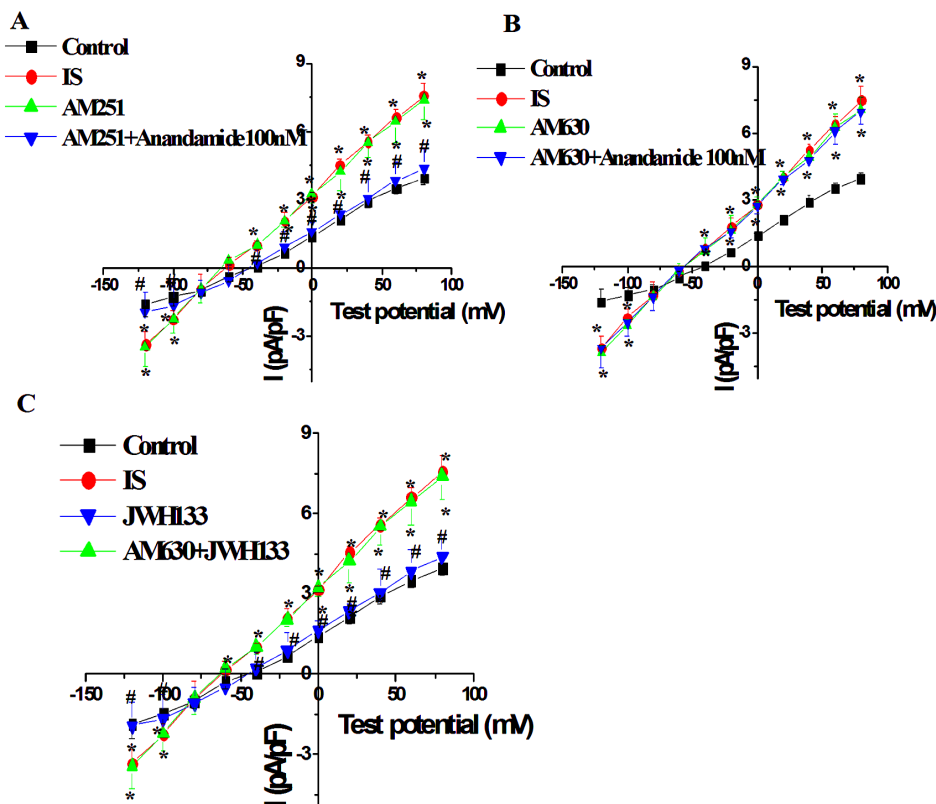 A
Control
IS
AM251
AM251+Anandamide 100nM
9
6
3
0
-3
-150
-100
-50
0
50
100
Test potential (mV)
I (pA/pF)
B
Control
IS
AM630
AM630+Anandamide 100nM
9
6
3
0
-3
-150
-100
-50
0
50
100
Test potential (mV)
I (pA/pF)
C
Control
IS
JWH133
AM630+JWH133
9
6
3
0
-3
-150
-100
-50
0
50
100
Test potential (mV)
I (pA/pF)